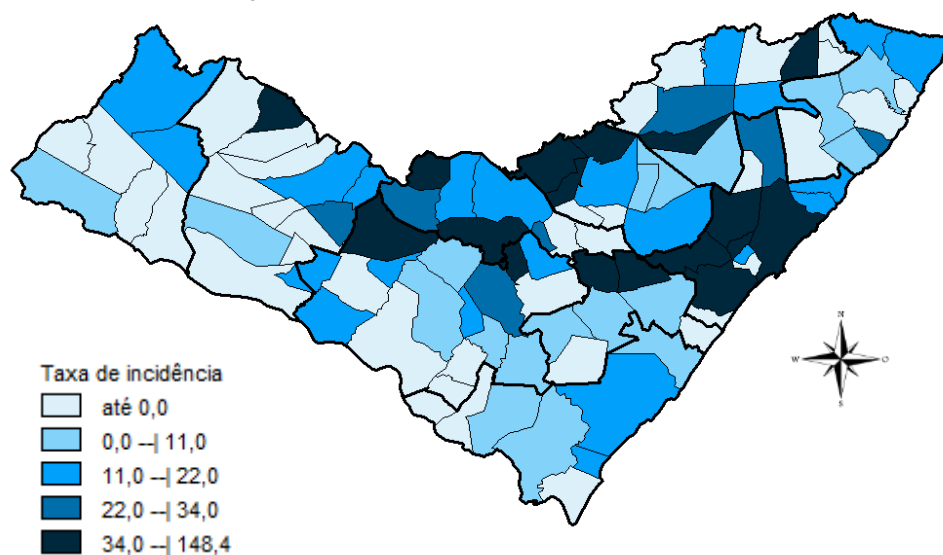 N
W
O
S
Taxa de incidência
até 0,0
0,0 --| 11,0
11,0 --| 22,0
22,0 --| 34,0
34,0 --| 148,4